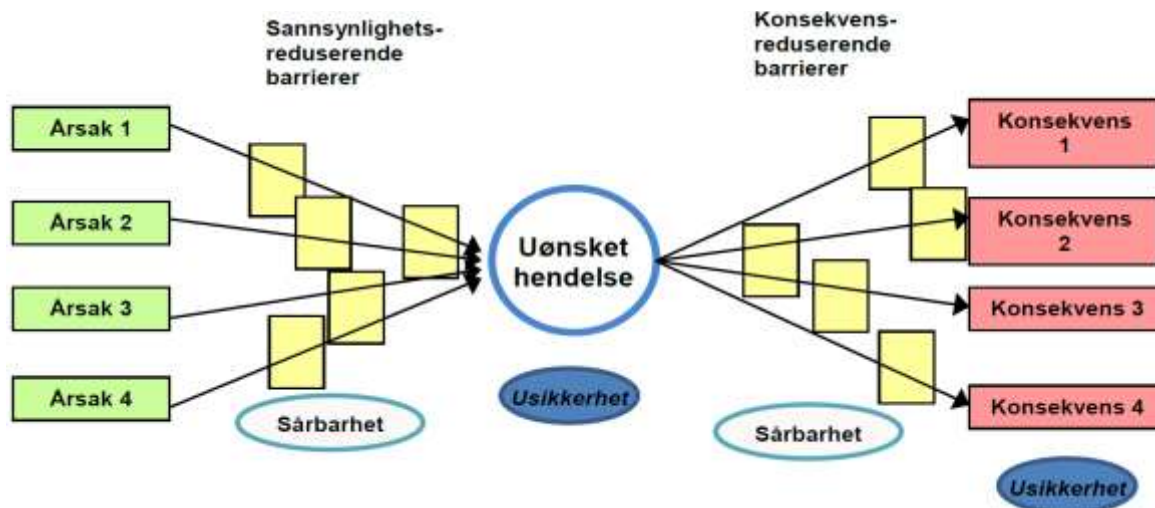 Sannsynlighets-
reduserende
barrierer
Konsekvens-
reduserende
barrierer
Årsak 1
Årsak 2
Årsak 3
Årsak 4
Uønsket
hendelse
Konsekvens
1
Konsekvens
2
Konsekvens 3
Konsekvens 4
Sårbarhet
Usikkerhet
Sårbarhet
Usikkerhet